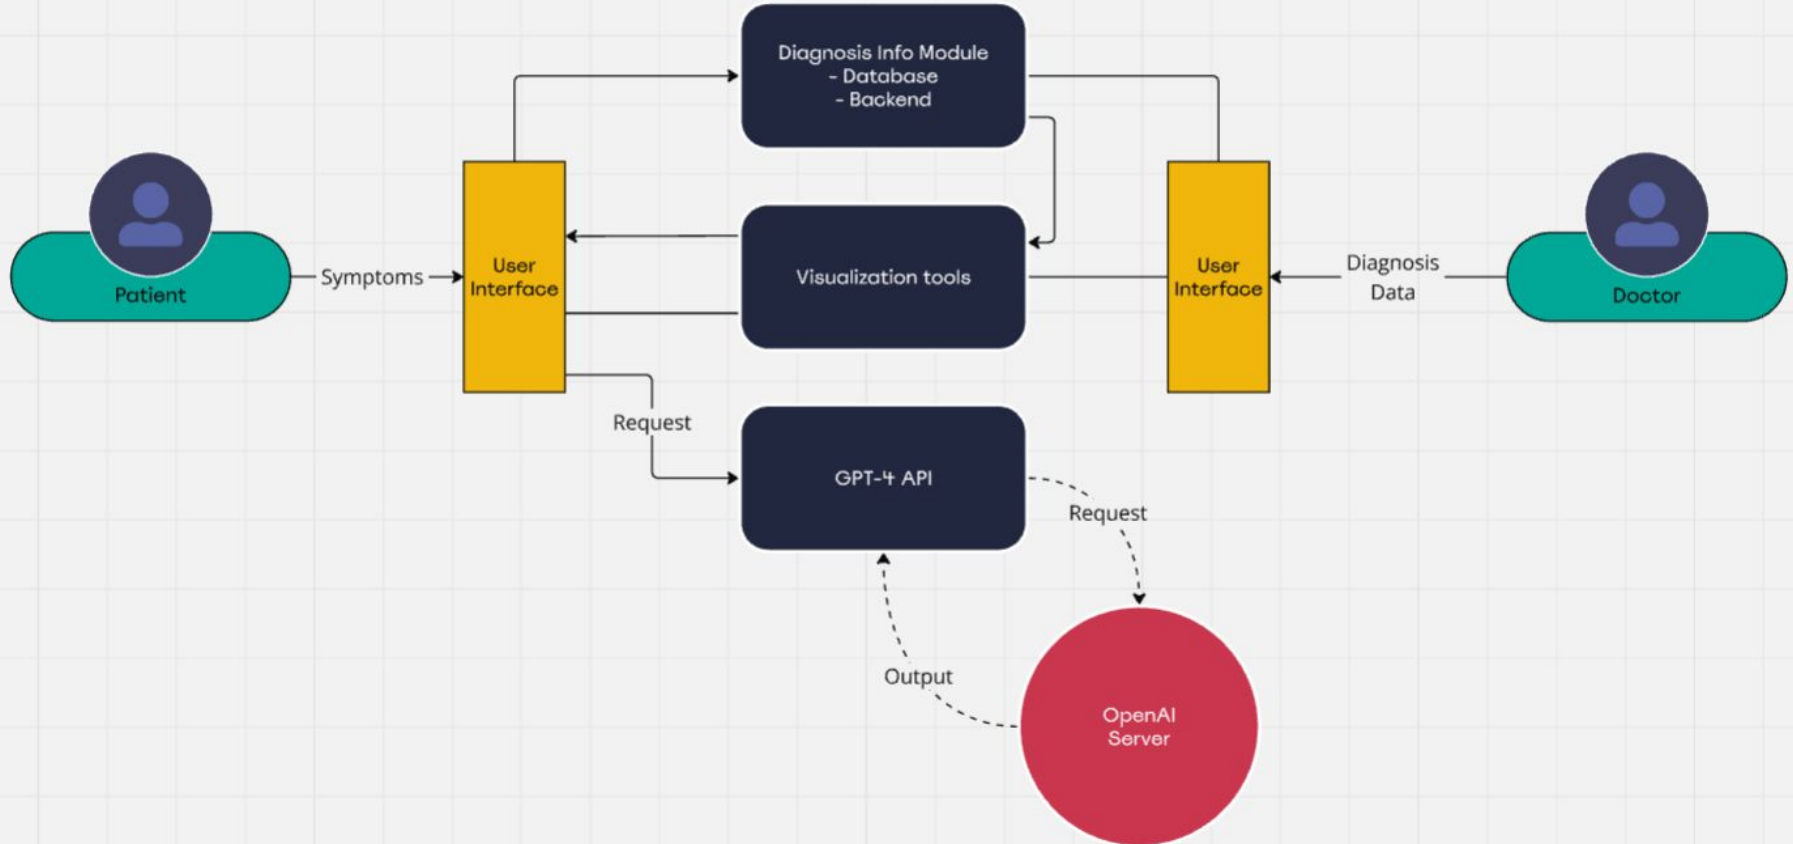 Diagnosis Info Module
- Database
- Backend
Patient
Symptoms
User
Interface
Visualization tools
User
Interface
Diagnosis
Data
Doctor
Request
GPT-4 API
Request
Output
OpenAI
Server